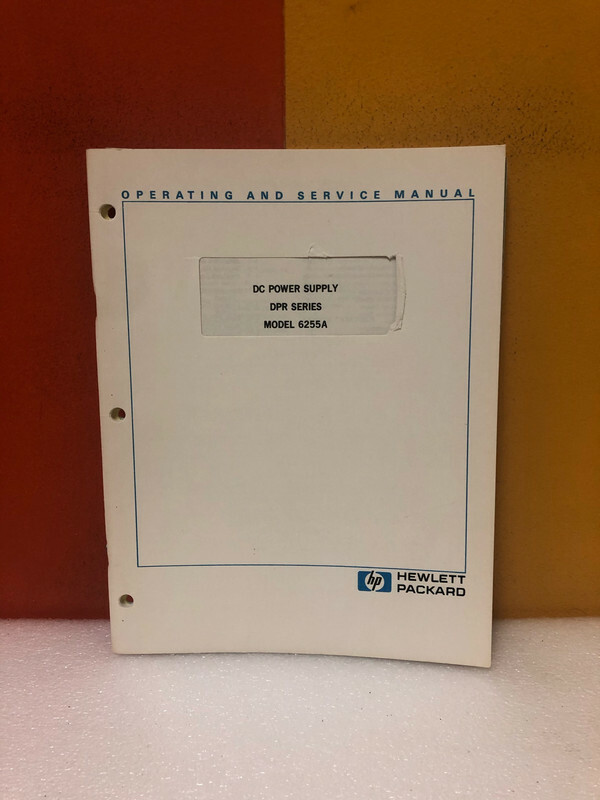 OPERATING AND SERVICE MANUAL
DC POWER SUPPLY
DPR SERIES
MODEL 6255A
hp HEWLETT
PACKARD